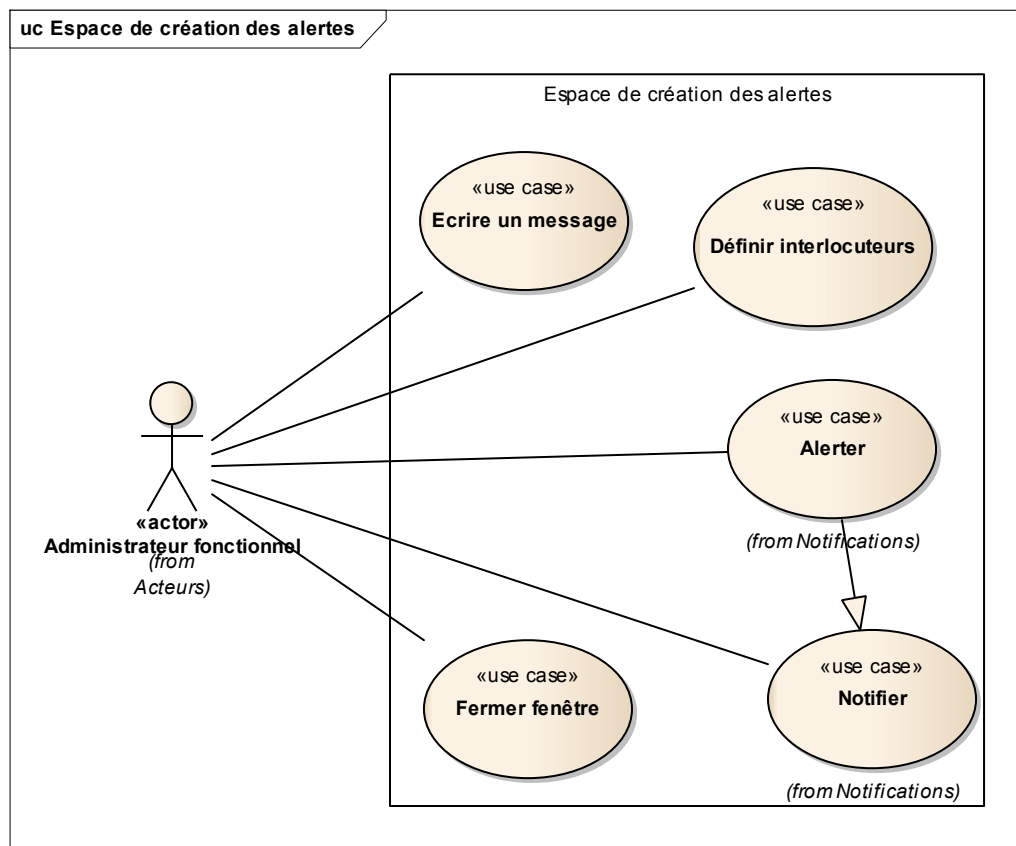 uc Espace de création des alertes
Espace de création des alertes
«use case»
Ecrire un message
«use case»
Définir interlocuteurs
«use case»
Alerter
(from Notifications)
«actor»
Administrateur fonctionnel
(from
Acteurs)
«use case»
Fermer fenêtre
«use case»
Notifier
(from Notifications)